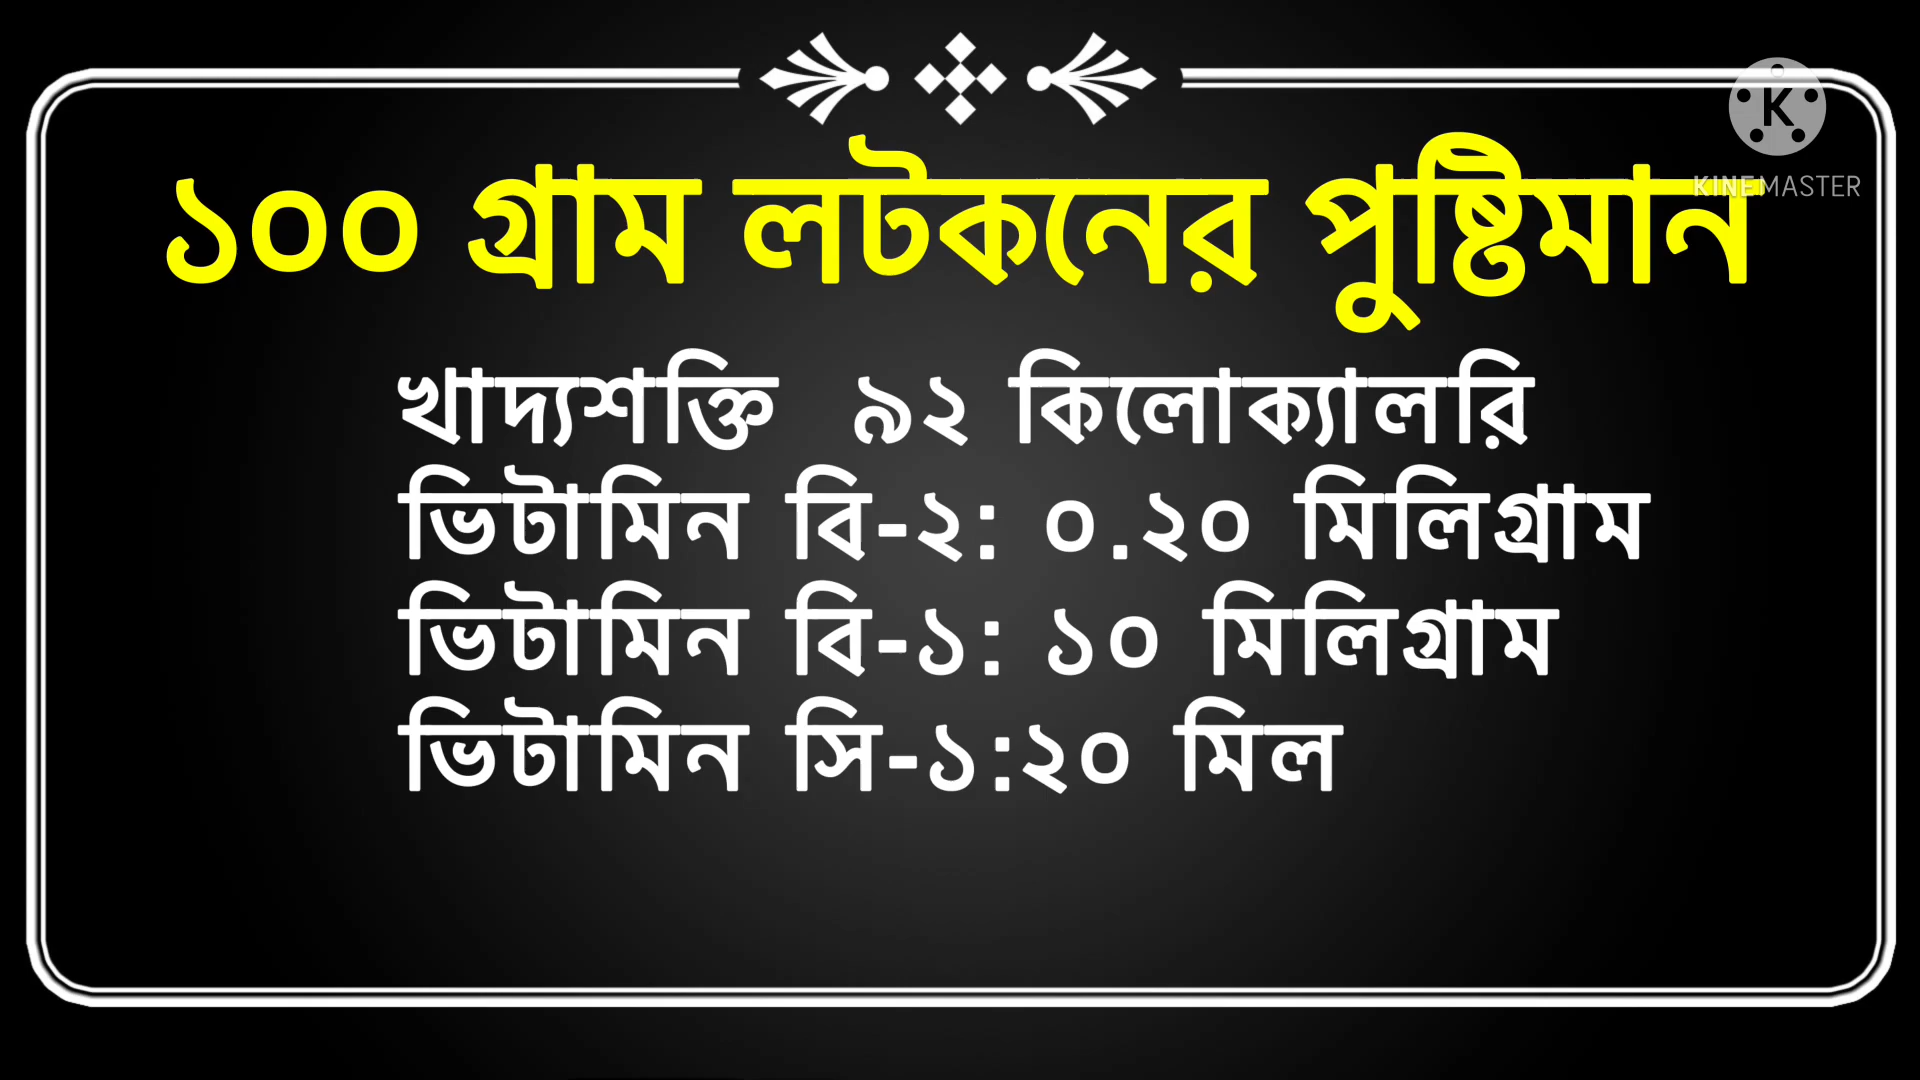 KINEMASTER
১০০ গ্রাম লটকনের পুষ্টিমান
খাদ্যশক্তি ৯২ কিলোক্যালরি
ভিটামিন বি-২: ০.২০ মিলিগ্রাম
ভিটামিন বি-১: ১০ মিলিগ্রাম
ভিটামিন সি-১:২০ মিল